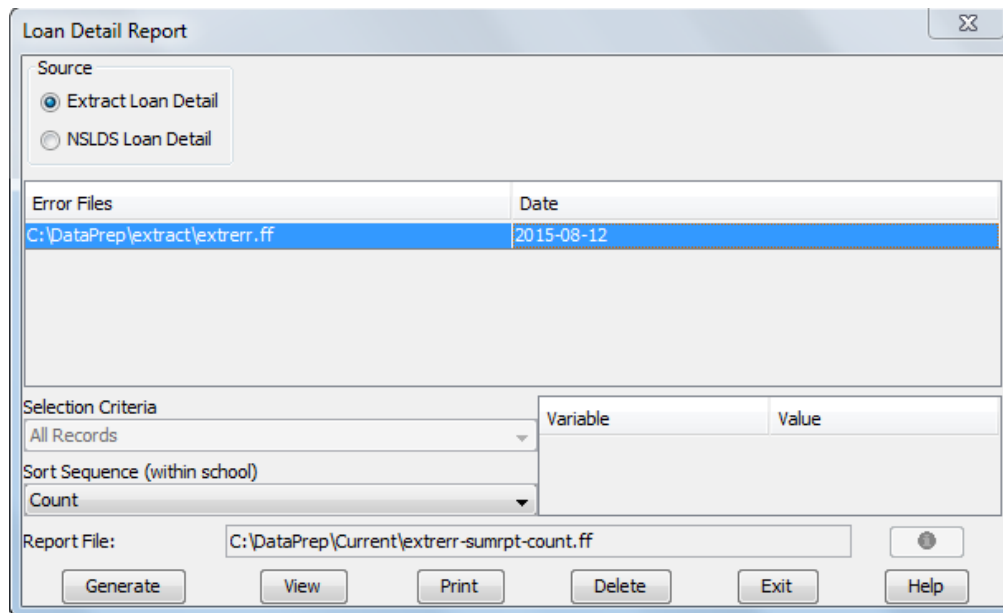 Loan Detail Report
Source
Extract Loan Detail
NSLDS Loan Detail
Error Files Date
C:\DataPrep\extract\extrerr.ff 2015-08-12
Selection Criteria
All Records
Variable Value
Sort Sequence (within school)
Count
Report File: C:\DataPrep\Current\extrerr-sumrpt-count.ff
Generate View Print Delete Exit Help